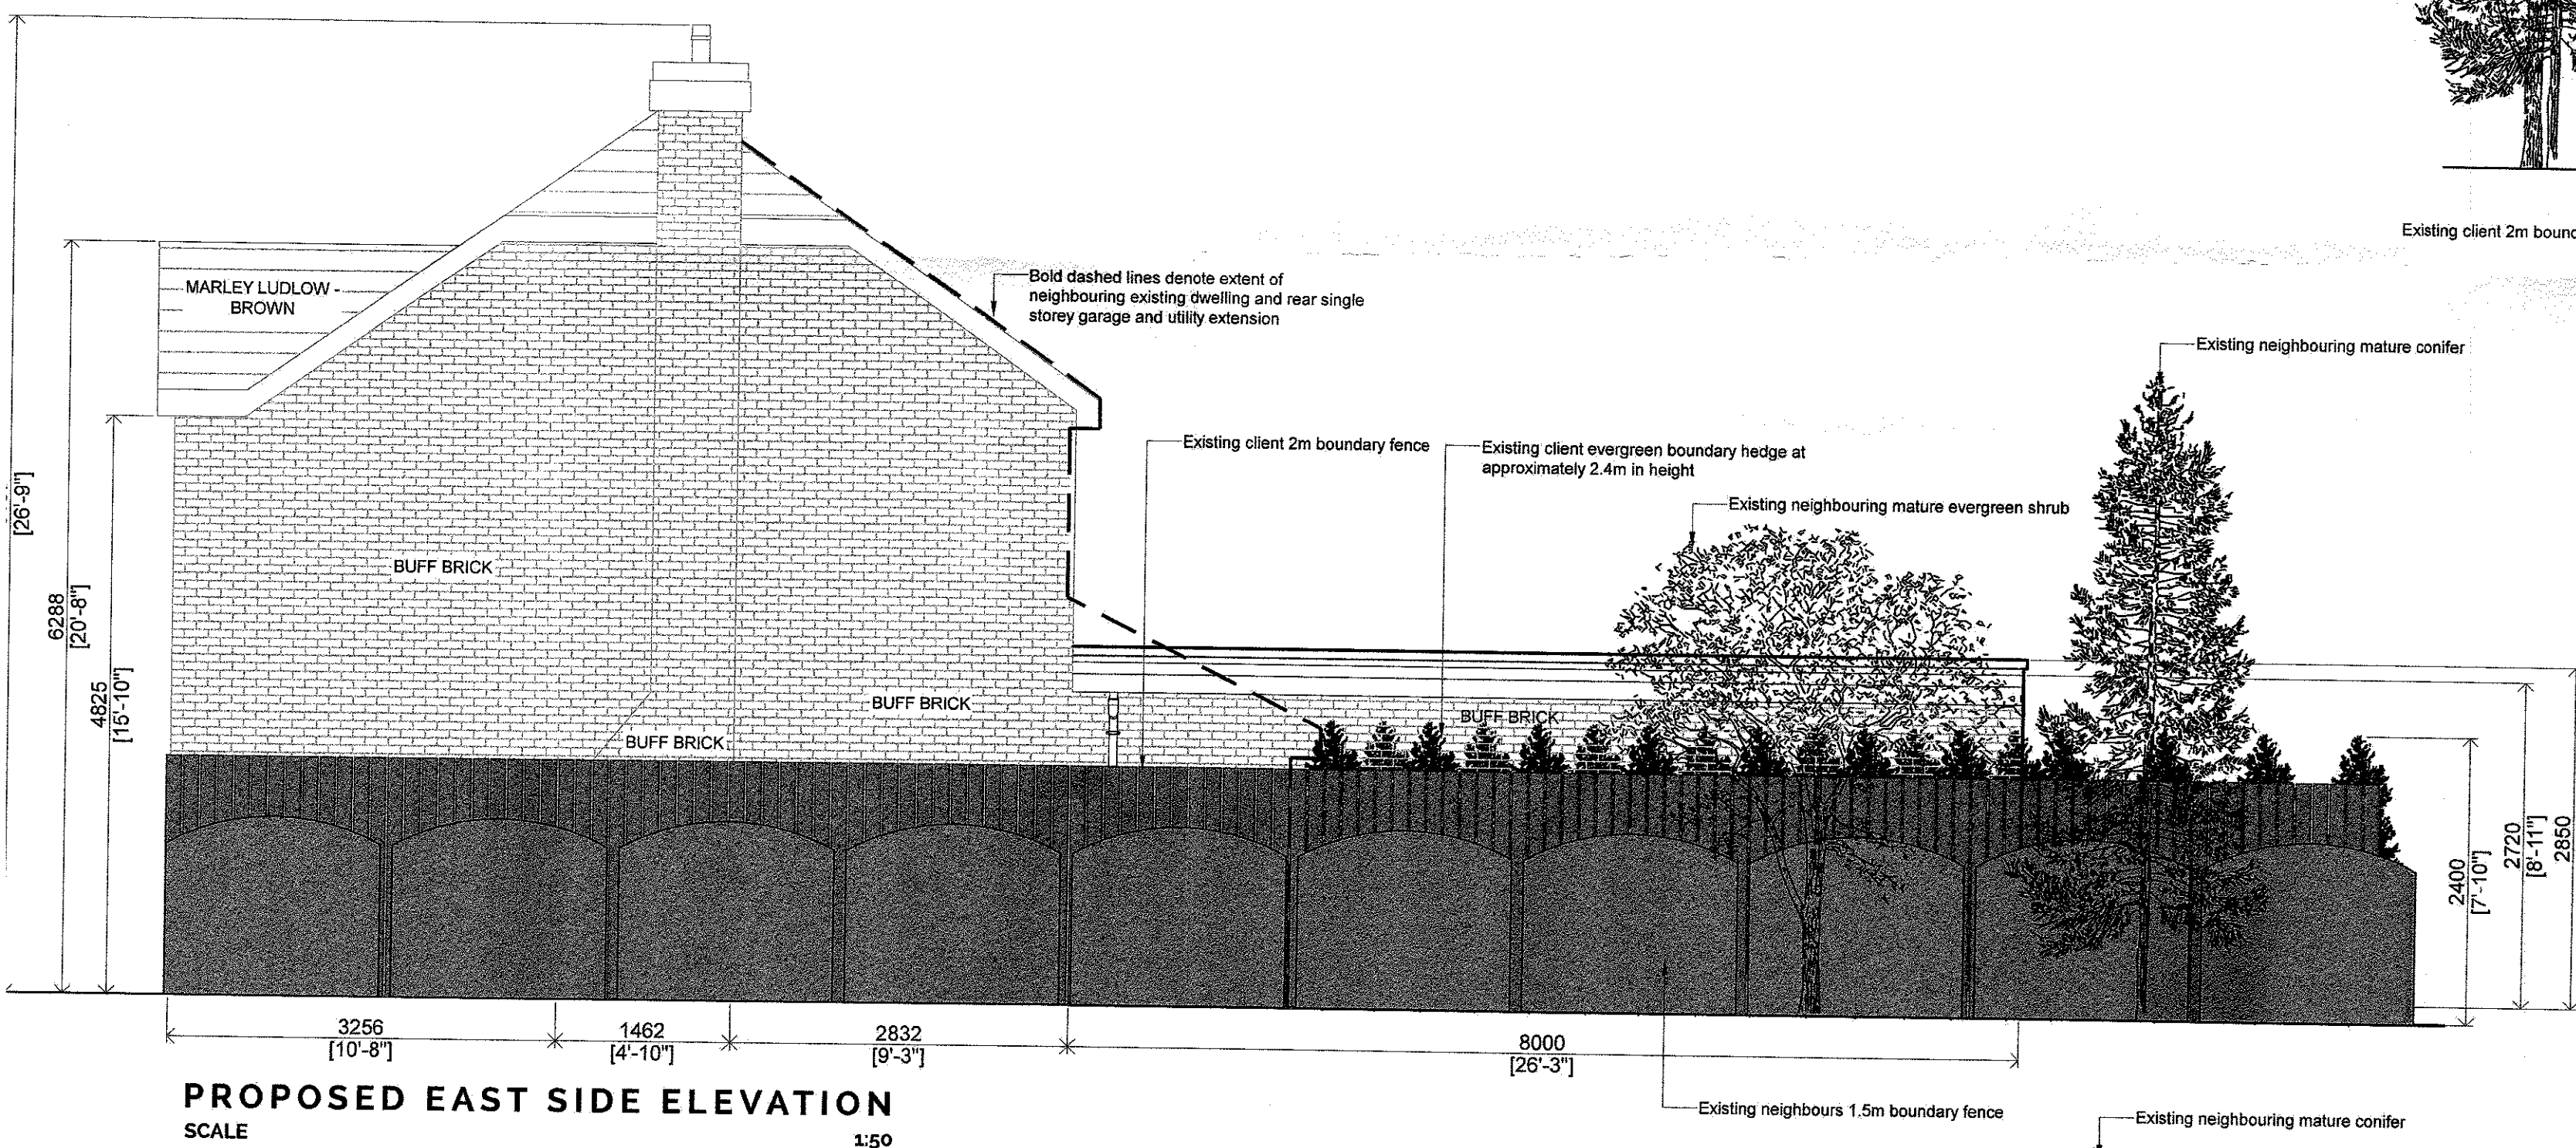 Existing client 2m bound
Bold dashed lines denote extent of
neighbouring existing dwelling and rear single
storey garage and utility extension
MARLEY LUDLOW -
BROWN
Existing neighbouring mature conifer
Existing client 2m boundary fence
Existing client evergreen boundary hedge at
approximately 2.4m in height
Existing neighbouring mature evergreen shrub
[26'-9"]
6288
[20'-8"]
4825
[15'-10"]
BUFF BRICK
BUFF BRICK
BUFF BRICK
BUFF BRICK
2400
[7'-10"]
2720
[8'-11"]
2850
3256
[10'-8"]
1462
[4'-10"]
2832
[9'-3"]
8000
[26'-3"]
PROPOSED EAST SIDE ELEVATION
SCALE 1:50
Existing neighbours 1.5m boundary fence
Existing neighbouring mature conifer